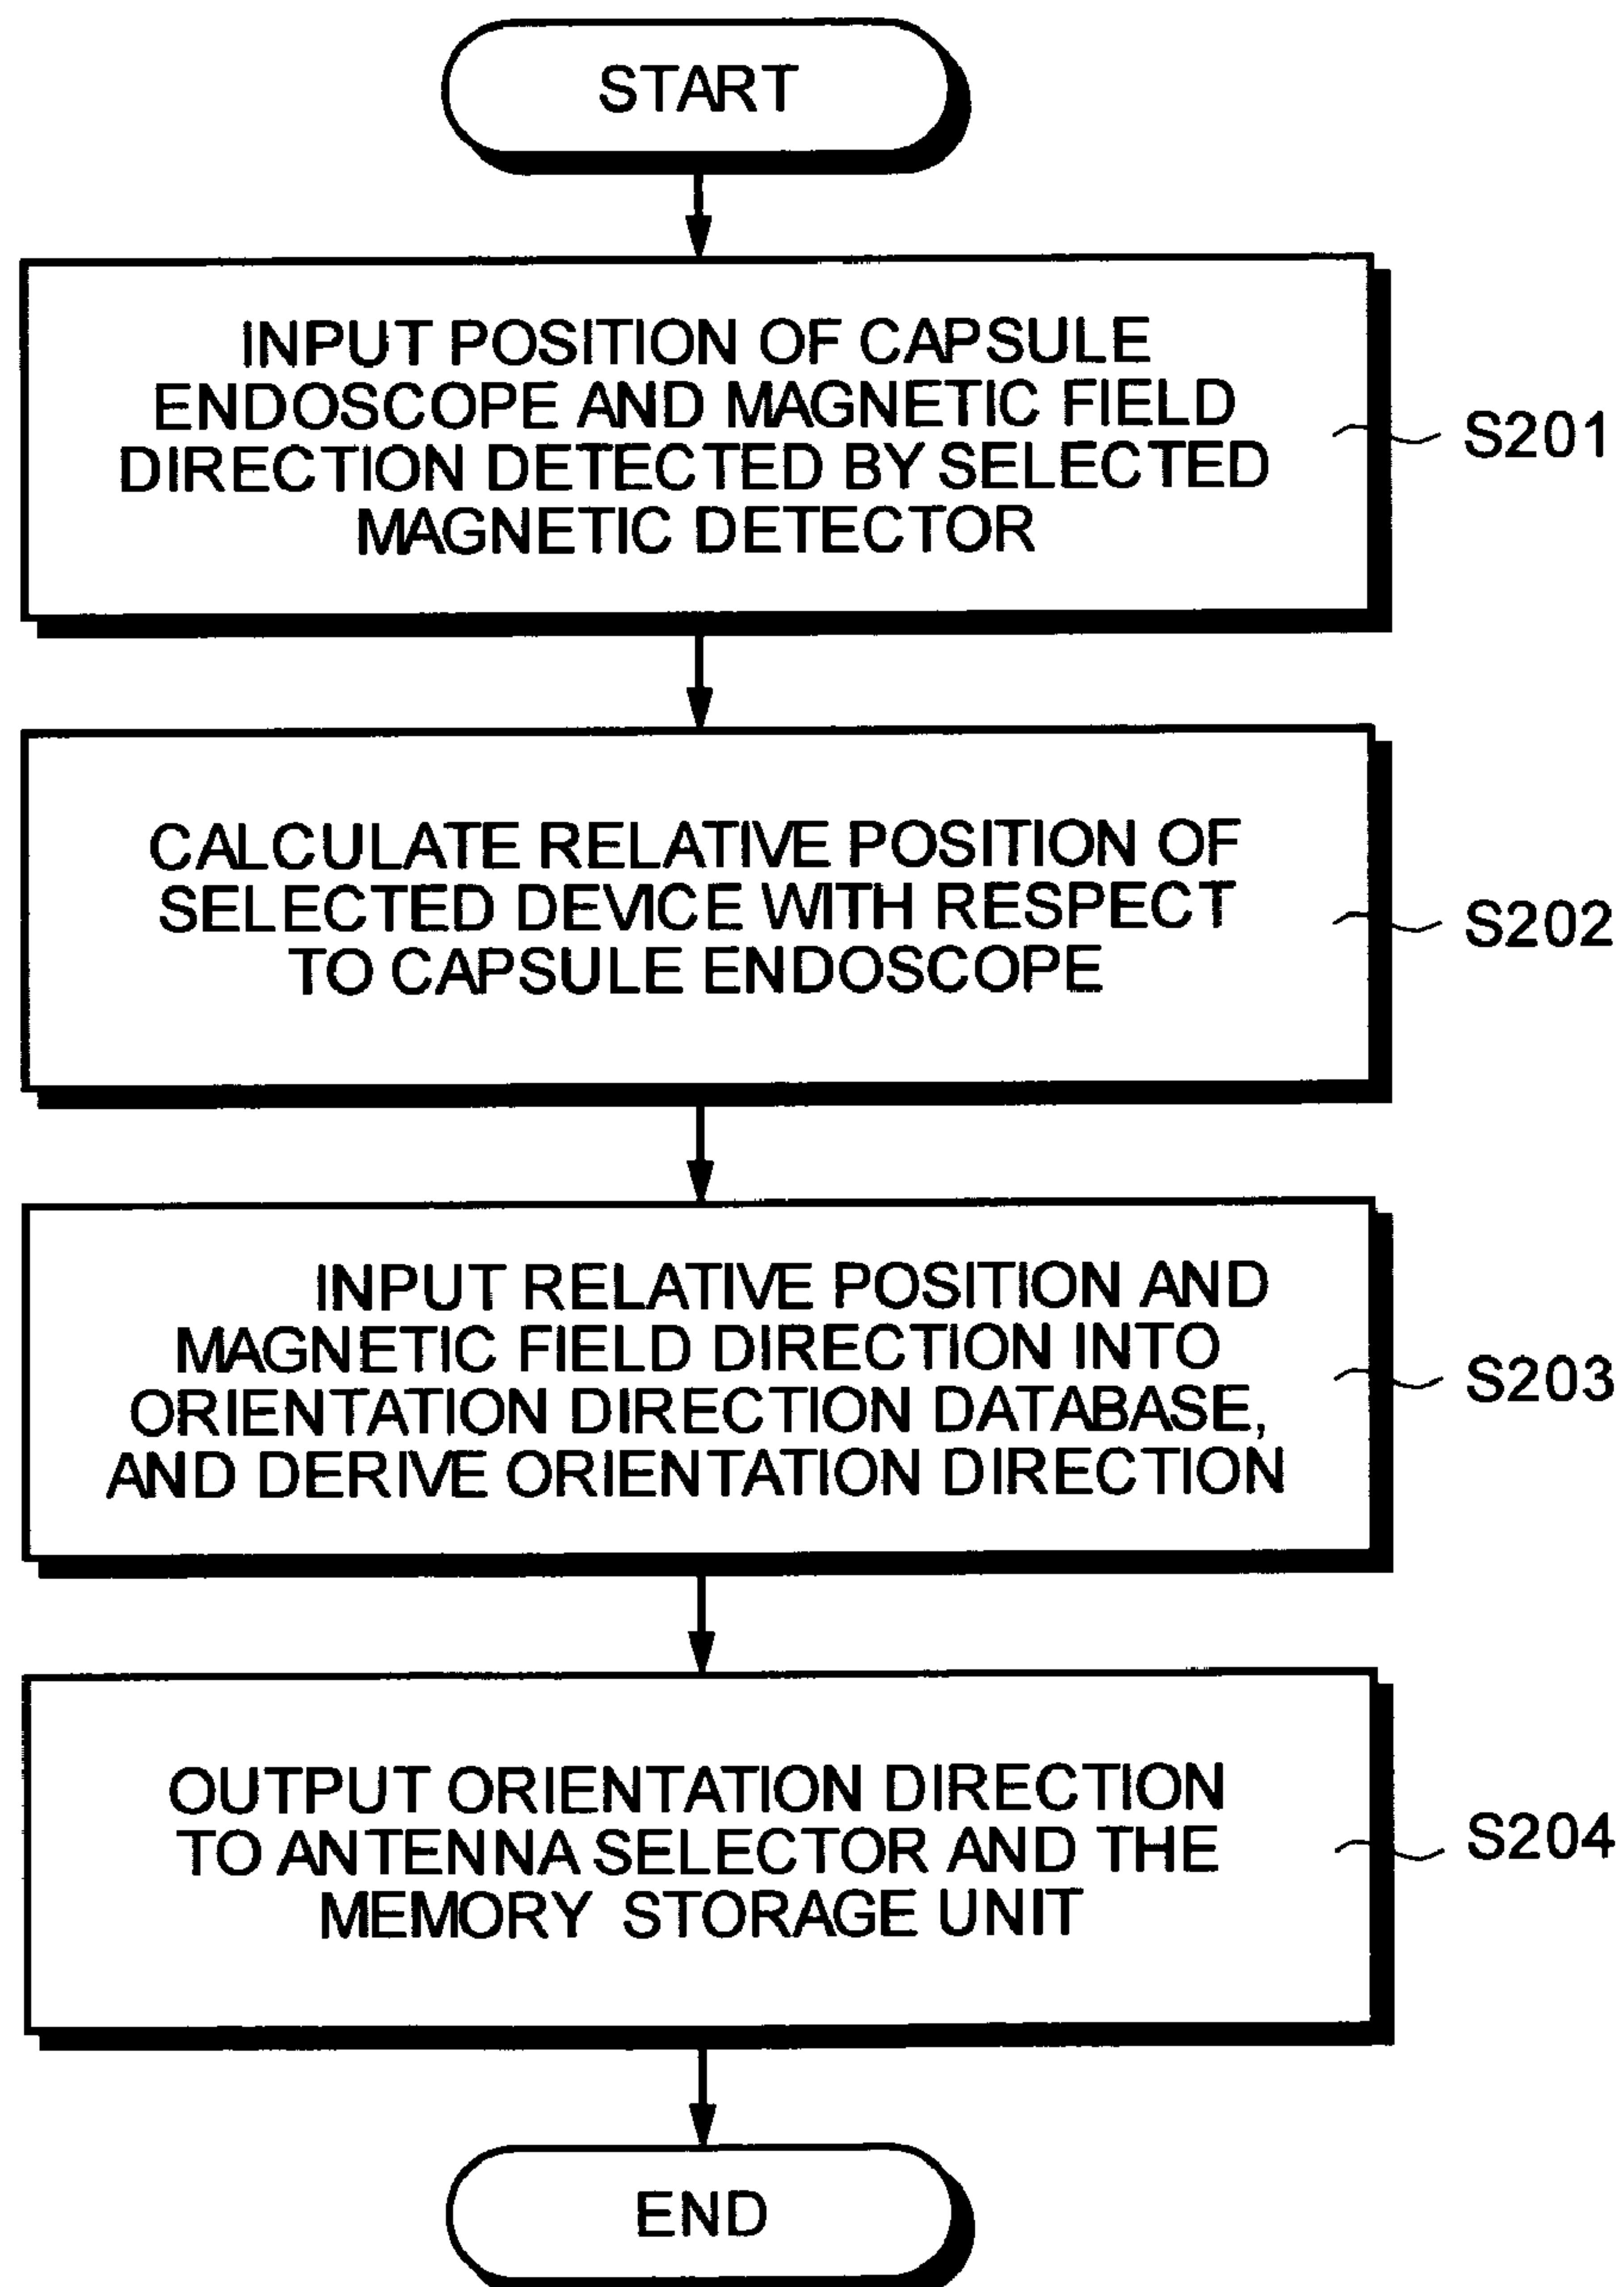 START
INPUT POSITION OF CAPSULE
ENDOSCOPE AND MAGNETIC FIELD
DIRECTION DETECTED BY SELECTED
MAGNETIC DETECTOR
S201
CALCULATE RELATIVE POSITION OF
SELECTED DEVICE WITH RESPECT
TO CAPSULE ENDOSCOPE
S202
INPUT RELATIVE POSITION AND
MAGNETIC FIELD DIRECTION INTO
ORIENTATION DIRECTION DATABASE,
AND DERIVE ORIENTATION DIRECTION
S203
OUTPUT ORIENTATION DIRECTION
TO ANTENNA SELECTOR AND THE
MEMORY STORAGE UNIT
S204
END